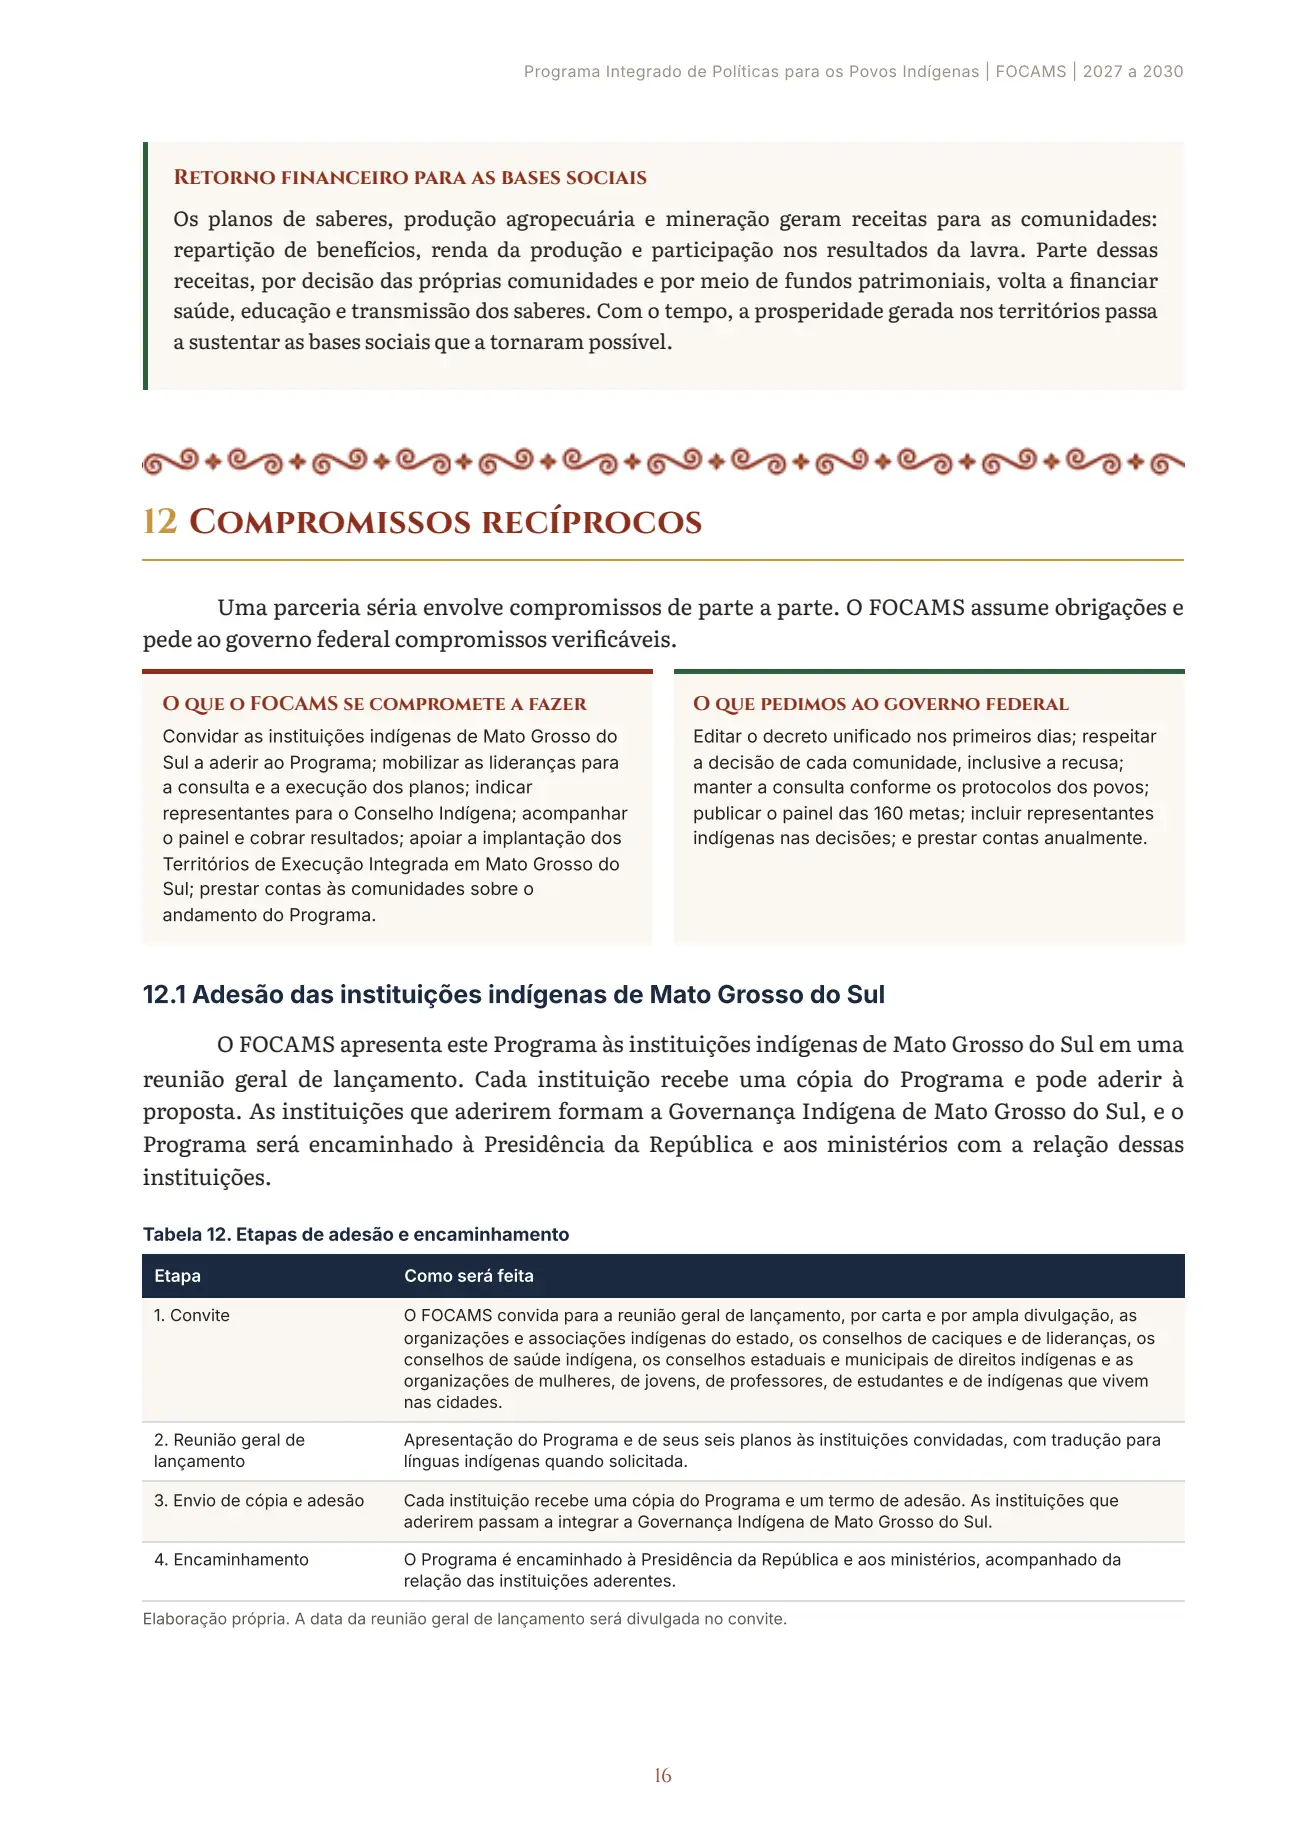 Programa Integrado de Políticas para os Povos Indígenas | FOCAMS | 2027 a 2030
Retorno financeiro para as bases sociais
Os planos de saberes, produção agropecuária e mineração geram receitas para as comunidades:
repartição de benefícios, renda da produção e participação nos resultados da lavra. Parte dessas
receitas, por decisão das próprias comunidades e por meio de fundos patrimoniais, volta a financiar
saúde, educação e transmissão dos saberes. Com o tempo, a prosperidade gerada nos territórios passa
a sustentar as bases sociais que a tornaram possível.
12 Compromissos recíprocos
Uma parceria séria envolve compromissos de parte a parte. O FOCAMS assume obrigações e
pede ao governo federal compromissos verificáveis.
O que o FOCAMS se compromete a fazer
Convidar as instituições indígenas de Mato Grosso do
Sul a aderir ao Programa; mobilizar as lideranças para
a consulta e a execução dos planos; indicar
representantes para o Conselho Indígena; acompanhar
o painel e cobrar resultados; apoiar a implantação dos
Territórios de Execução Integrada em Mato Grosso do
Sul; prestar contas às comunidades sobre o
andamento do Programa.
O que pedimos ao governo federal
Editar o decreto unificado nos primeiros dias; respeitar
a decisão de cada comunidade, inclusive a recusa;
manter a consulta conforme os protocolos dos povos;
publicar o painel das 160 metas; incluir representantes
indígenas nas decisões; e prestar contas anualmente.
12.1 Adesão das instituições indígenas de Mato Grosso do Sul
O FOCAMS apresenta este Programa às instituições indígenas de Mato Grosso do Sul em uma
reunião geral de lançamento. Cada instituição recebe uma cópia do Programa e pode aderir à
proposta. As instituições que aderirem formam a Governança Indígena de Mato Grosso do Sul, e o
Programa será encaminhado à Presidência da República e aos ministérios com a relação dessas
instituições.
Tabela 12. Etapas de adesão e encaminhamento
Etapa Como será feita
1. Convite O FOCAMS convida para a reunião geral de lançamento, por carta e por ampla divulgação, as
organizações e associações indígenas do estado, os conselhos de caciques e de lideranças, os
conselhos de saúde indígena, os conselhos estaduais e municipais de direitos indígenas e as
organizações de mulheres, de jovens, de professores, de estudantes e de indígenas que vivem
nas cidades.
2. Reunião geral de Apresentação do Programa e de seus seis planos às instituições convidadas, com tradução para
lançamento línguas indígenas quando solicitada.
3. Envio de cópia e adesão Cada instituição recebe uma cópia do Programa e um termo de adesão. As instituições que
aderirem passam a integrar a Governança Indígena de Mato Grosso do Sul.
4. Encaminhamento O Programa é encaminhado à Presidência da República e aos ministérios, acompanhado da
relação das instituições aderentes.
Elaboração própria. A data da reunião geral de lançamento será divulgada no convite.
16